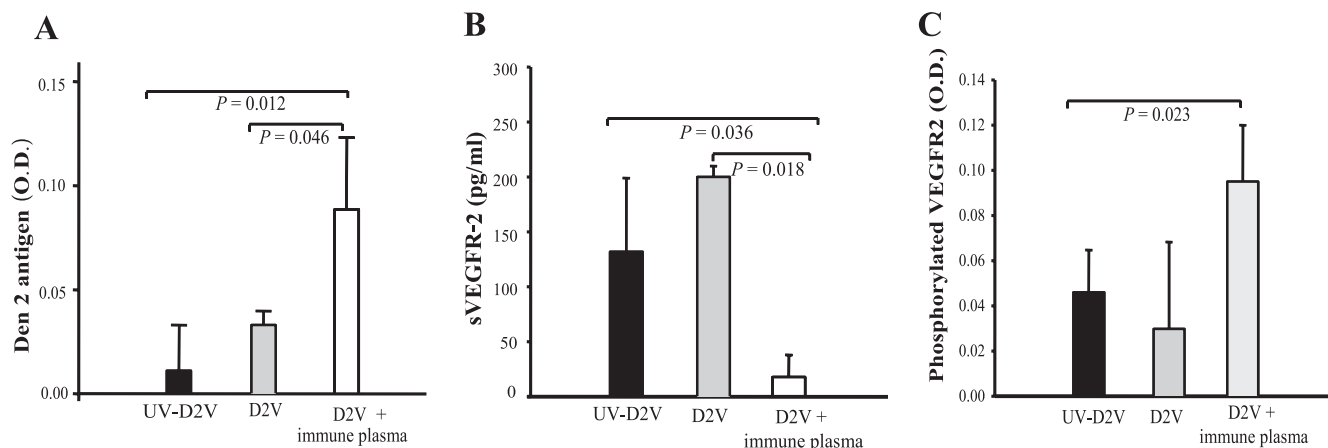 A
Den 2 antigen (O.D.)
0.15
0.10
0.05
0.00
P = 0.012
P = 0.046
UV-D2V
D2V
D2V +
immune plasma
B
sVEGFR-2 (pg/ml)
300
250
200
150
100
50
0
P = 0.036
P = 0.018
UV-D2V
D2V
D2V +
immune plasma
C
Phosphorylated VEGFR2 (O.D.)
0.14
0.12
0.10
0.08
0.06
0.04
0.02
0.00
P = 0.023
UV-D2V
D2V
D2V +
immune plasma